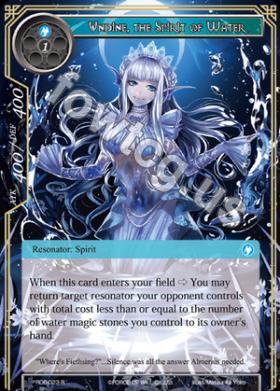 Undine, the Spirit of Water
1
ATK 400 / DEF 400
fowtcg.us
Resonator: Spirit
When this card enters your field ⇨ You may
return target resonator your opponent controls
with total cost less than or equal to the number
of water magic stones you control to its owner's
hand.
"Where's Fiethsing?"...Silence was all the answer Almerius needed.